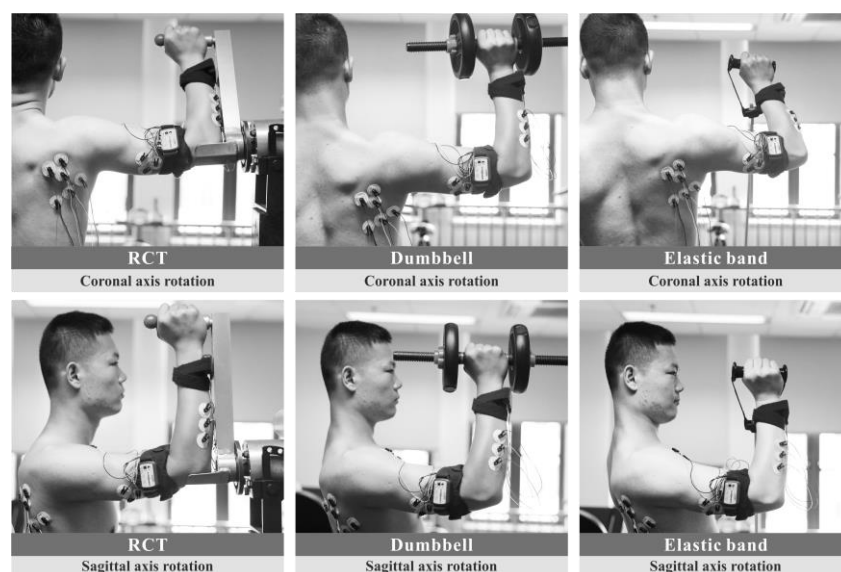 RCT
Dumbbell
Elastic band
Coronal axis rotation
Coronal axis rotation
Coronal axis rotation
RCT
Dumbbell
Elastic band
Sagittal axis rotation
Sagittal axis rotation
Sagittal axis rotation